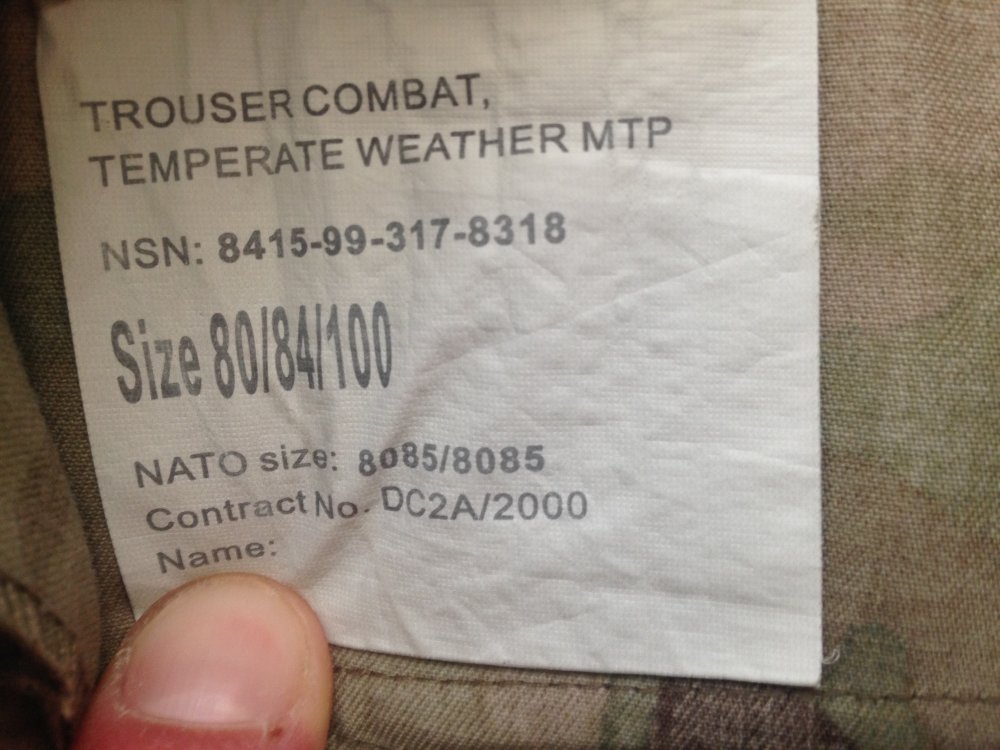 TROUSER COMBAT,
TEMPERATE WEATHER MTP
NSN: 8415-99-317-8318
Size 80/84/100
NATO size: 8085/8085
Contract No. DC2A/2000
Name: